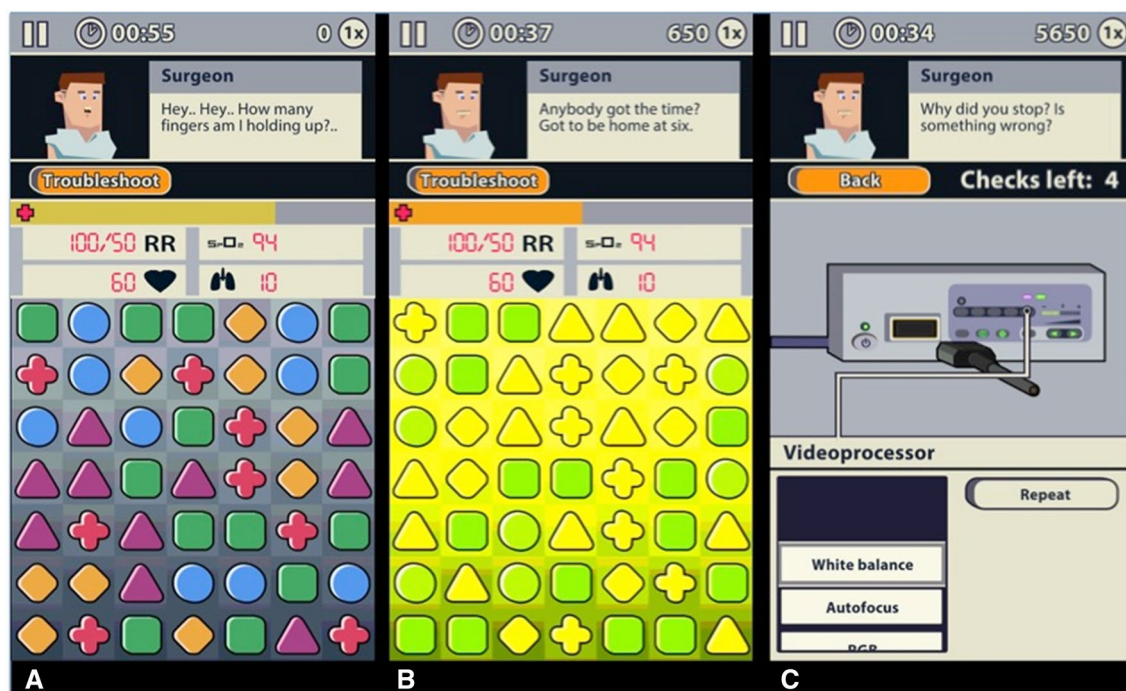 00:55
0 1x
Surgeon
Hey.. Hey.. How many
fingers am I holding up?..
Troubleshoot
100/50 RR
SPO2 94
60
10
A
00:37
650 1x
Surgeon
Anybody got the time?
Got to be home at six.
Troubleshoot
100/50 RR
SPO2 94
60
10
B
00:34
5650 1x
Surgeon
Why did you stop? Is
something wrong?
Back
Checks left: 4
Videoprocessor
Repeat
White balance
Autofocus
RGB
C